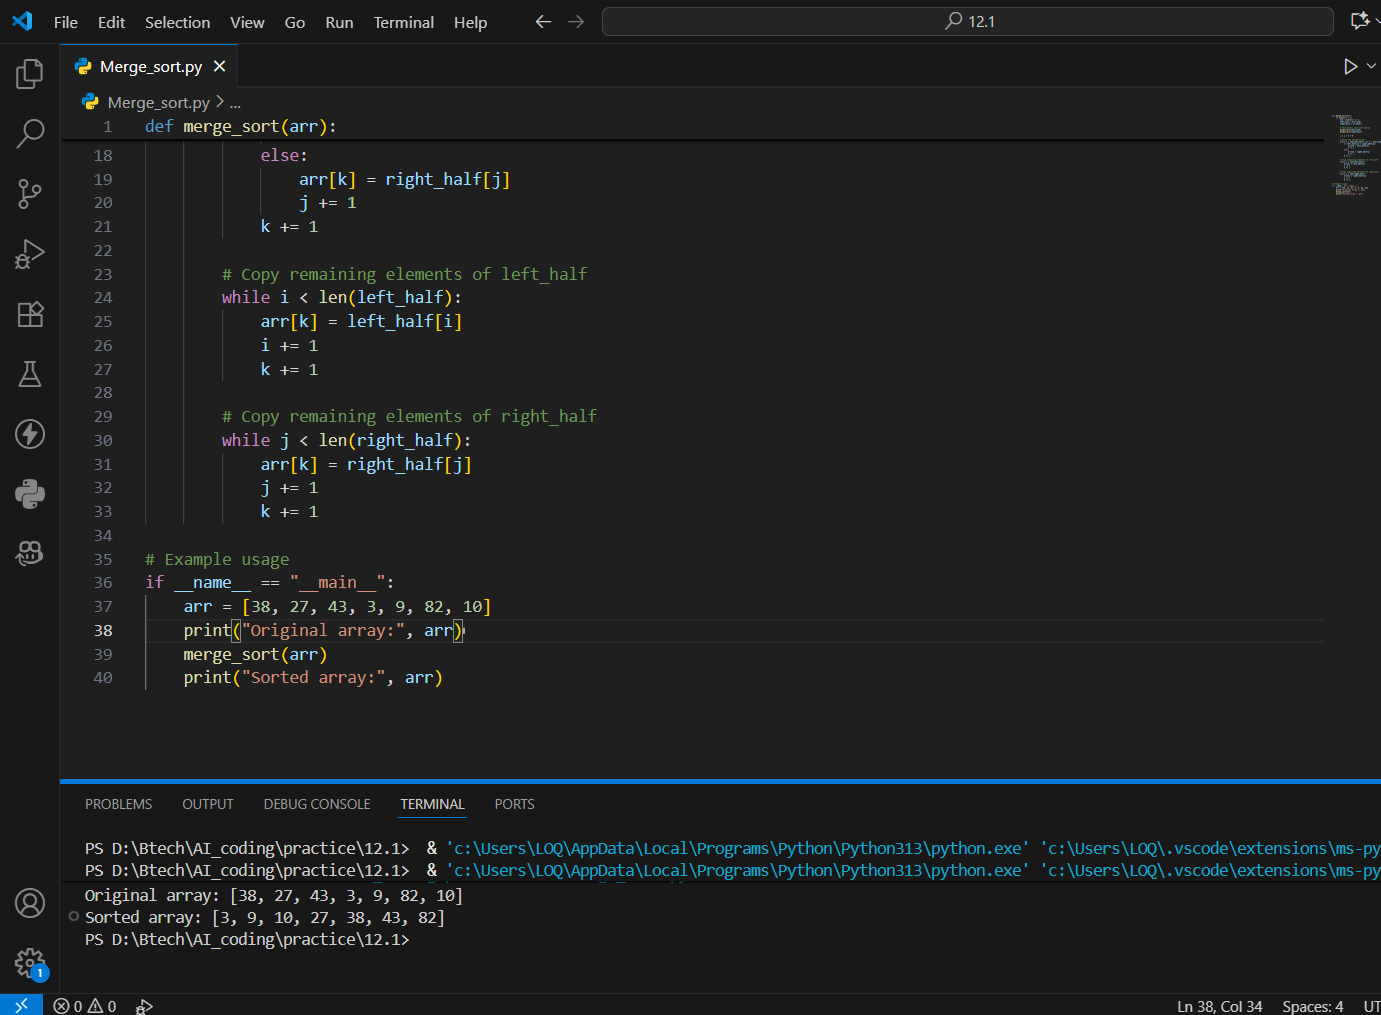 File Edit Selection View Go Run Terminal Help
12.1
Merge_sort.py
Merge_sort.py > ...
1 def merge_sort(arr):
18 else:
19 arr[k] = right_half[j]
20 j += 1
21 k += 1
22
23 # Copy remaining elements of left_half
24 while i < len(left_half):
25 arr[k] = left_half[i]
26 i += 1
27 k += 1
28
29 # Copy remaining elements of right_half
30 while j < len(right_half):
31 arr[k] = right_half[j]
32 j += 1
33 k += 1
34
35 # Example usage
36 if __name__ == "__main__":
37 arr = [38, 27, 43, 3, 9, 82, 10]
38 print("Original array:", arr)
39 merge_sort(arr)
40 print("Sorted array:", arr)
PROBLEMS OUTPUT DEBUG CONSOLE TERMINAL PORTS
PS D:\Btech\AI_coding\practice\12.1> & 'c:\Users\LOQ\AppData\Local\Programs\Python\Python313\python.exe' 'c:\Users\LOQ\.vscode\extensions\ms-py
PS D:\Btech\AI_coding\practice\12.1> & 'c:\Users\LOQ\AppData\Local\Programs\Python\Python313\python.exe' 'c:\Users\LOQ\.vscode\extensions\ms-py
Original array: [38, 27, 43, 3, 9, 82, 10]
Sorted array: [3, 9, 10, 27, 38, 43, 82]
PS D:\Btech\AI_coding\practice\12.1>
1
0 0
Ln 38, Col 34 Spaces: 4 UT